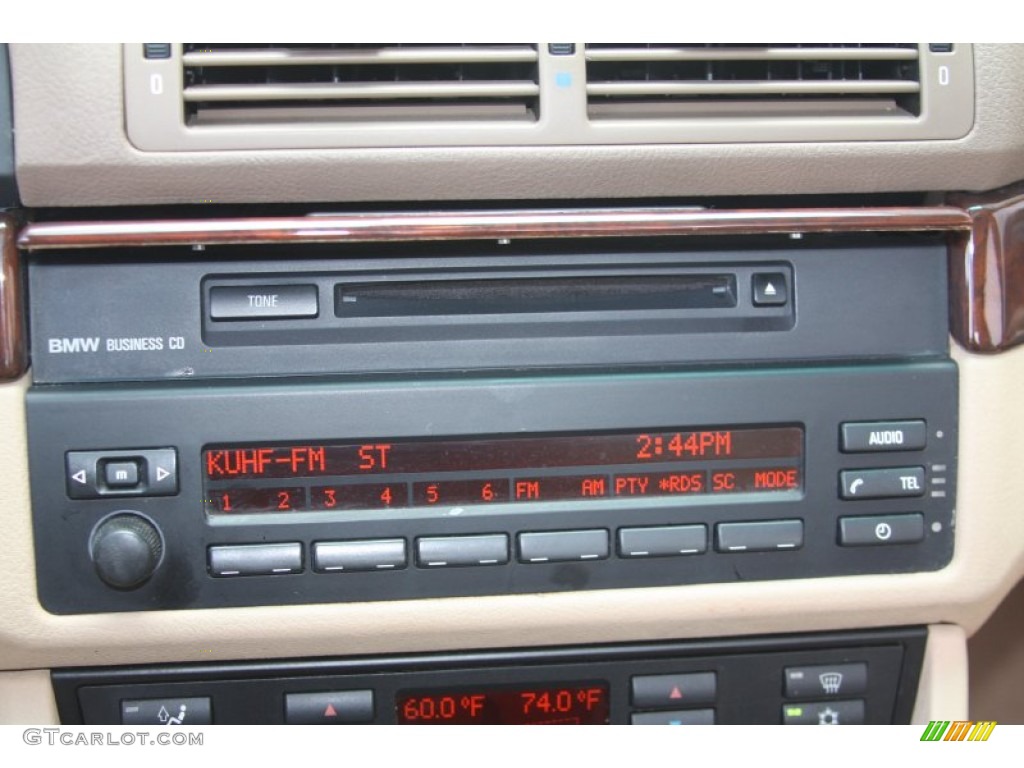 0 0
TONE
BMW BUSINESS CD
KUHF-FM ST 2:44PM
1 2 3 4 5 6 FM AM PTY *RDS SC MODE
m
AUDIO
TEL
60.0°F 74.0°F
GTCARLOT.COM